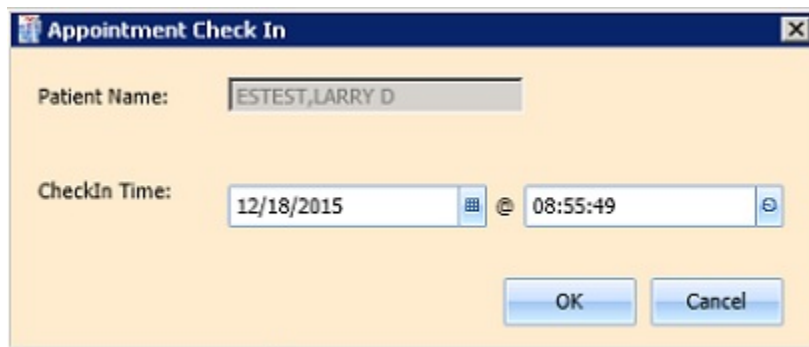 Appointment Check In
Patient Name: ESTEST,LARRY D
CheckIn Time: 12/18/2015 @ 08:55:49
OK Cancel